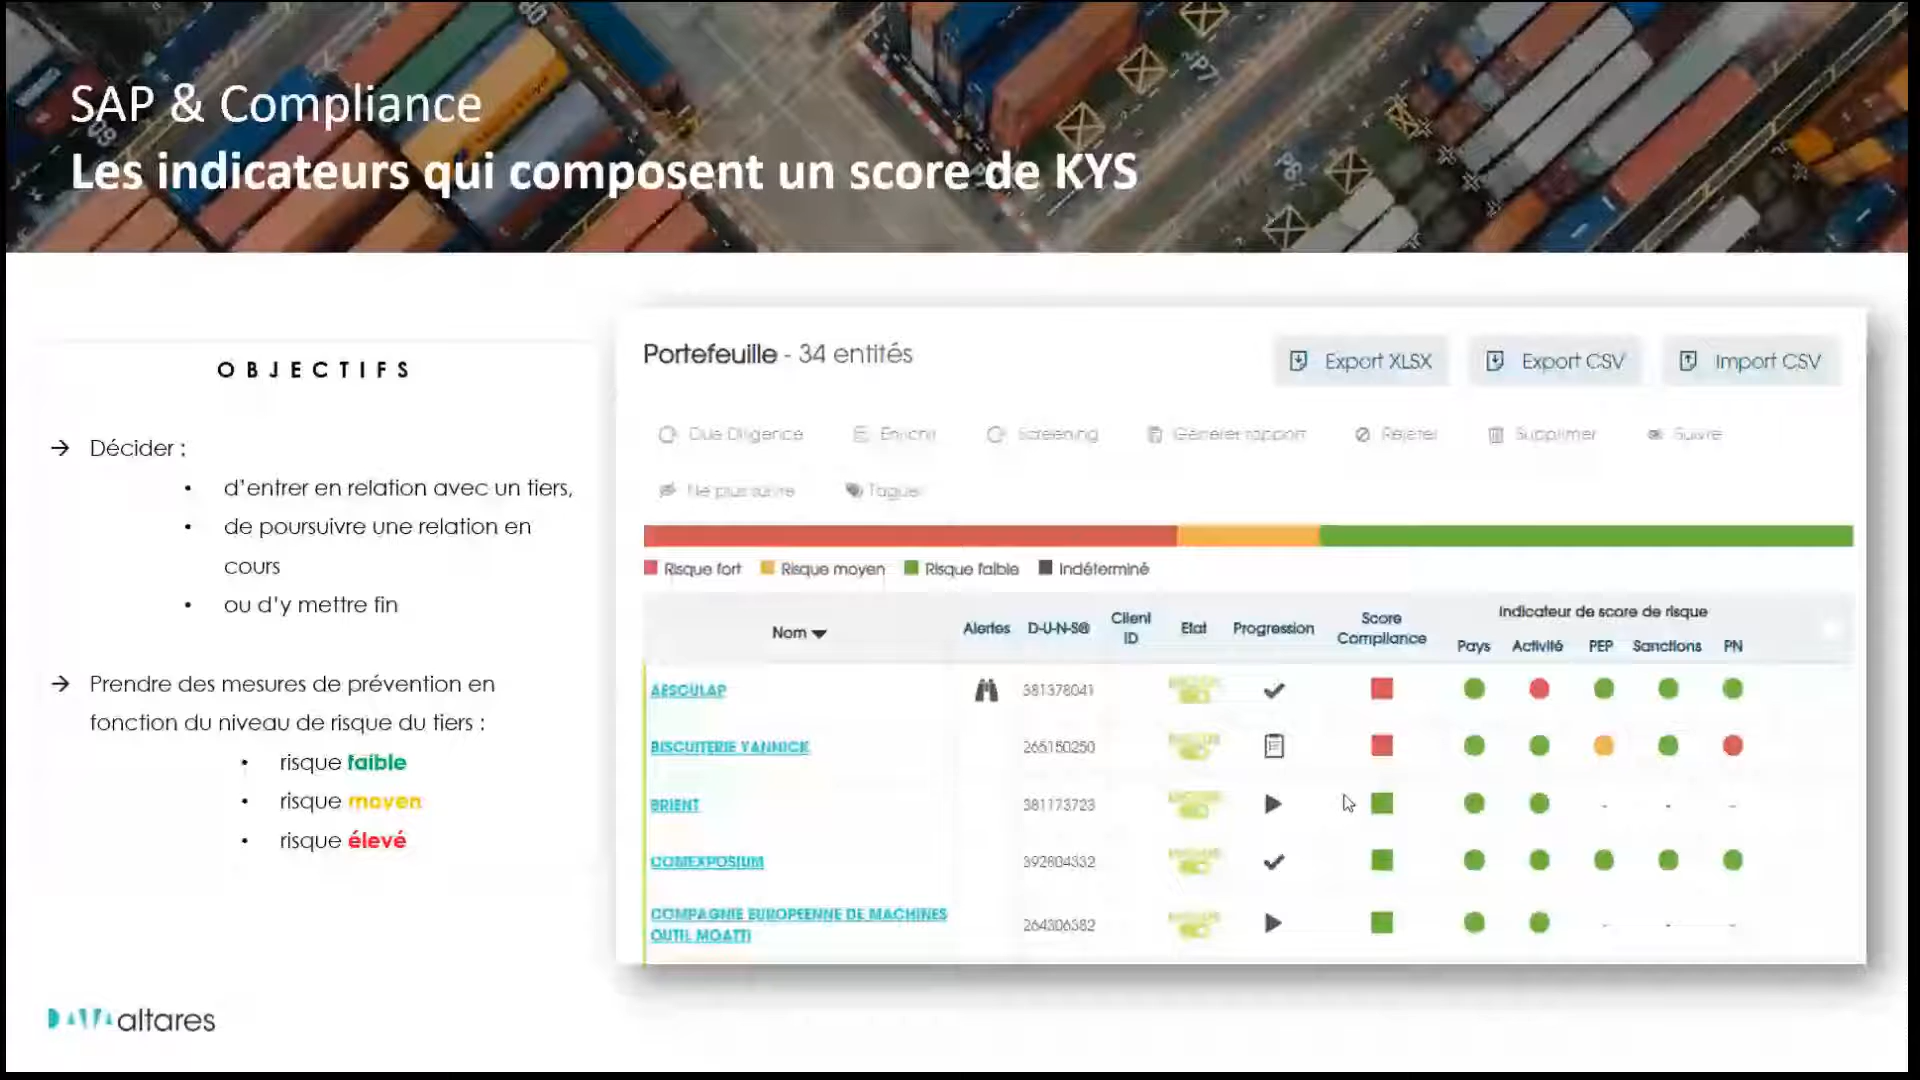 SAP & Compliance
Les indicateurs qui composent un score de KYS
OBJECTIFS
→ Décider :
• d'entrer en relation avec un tiers,
• de poursuivre une relation en
cours
• ou d'y mettre fin
→ Prendre des mesures de prévention en
fonction du niveau de risque du tiers :
• risque faible
• risque moyen
• risque élevé
altares
Portefeuille - 34 entités
Export XLSX Export CSV Import CSV
Due Diligence Enrichir Screening Générer rapport Rejeter Supprimer Suivre
Ne plus suivre Taguer
Risque fort Risque moyen Risque faible Indéterminé
Nom Alertes D-U-N-S® Client ID Etat Progression Score Compliance Indicateur de score de risque
Pays Activité PEP Sanctions PN
AESCULAP 381378041
BISCUITERIE YANNICK 265150250
BRIENT 381173723 - - -
COMEXPOSIUM 392804332
COMPAGNIE EUROPEENNE DE MACHINES
OUTIL MOATTI 264306382 - - -